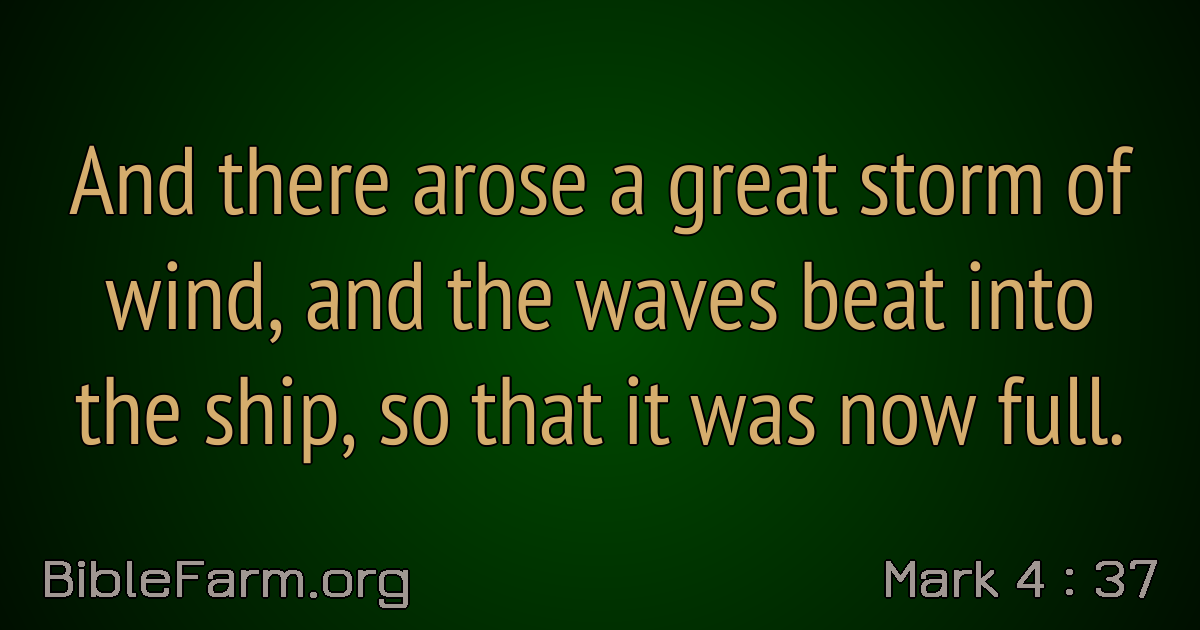 And there arose a great storm of
wind, and the waves beat into
the ship, so that it was now full.
BibleFarm.org
Mark 4 : 37